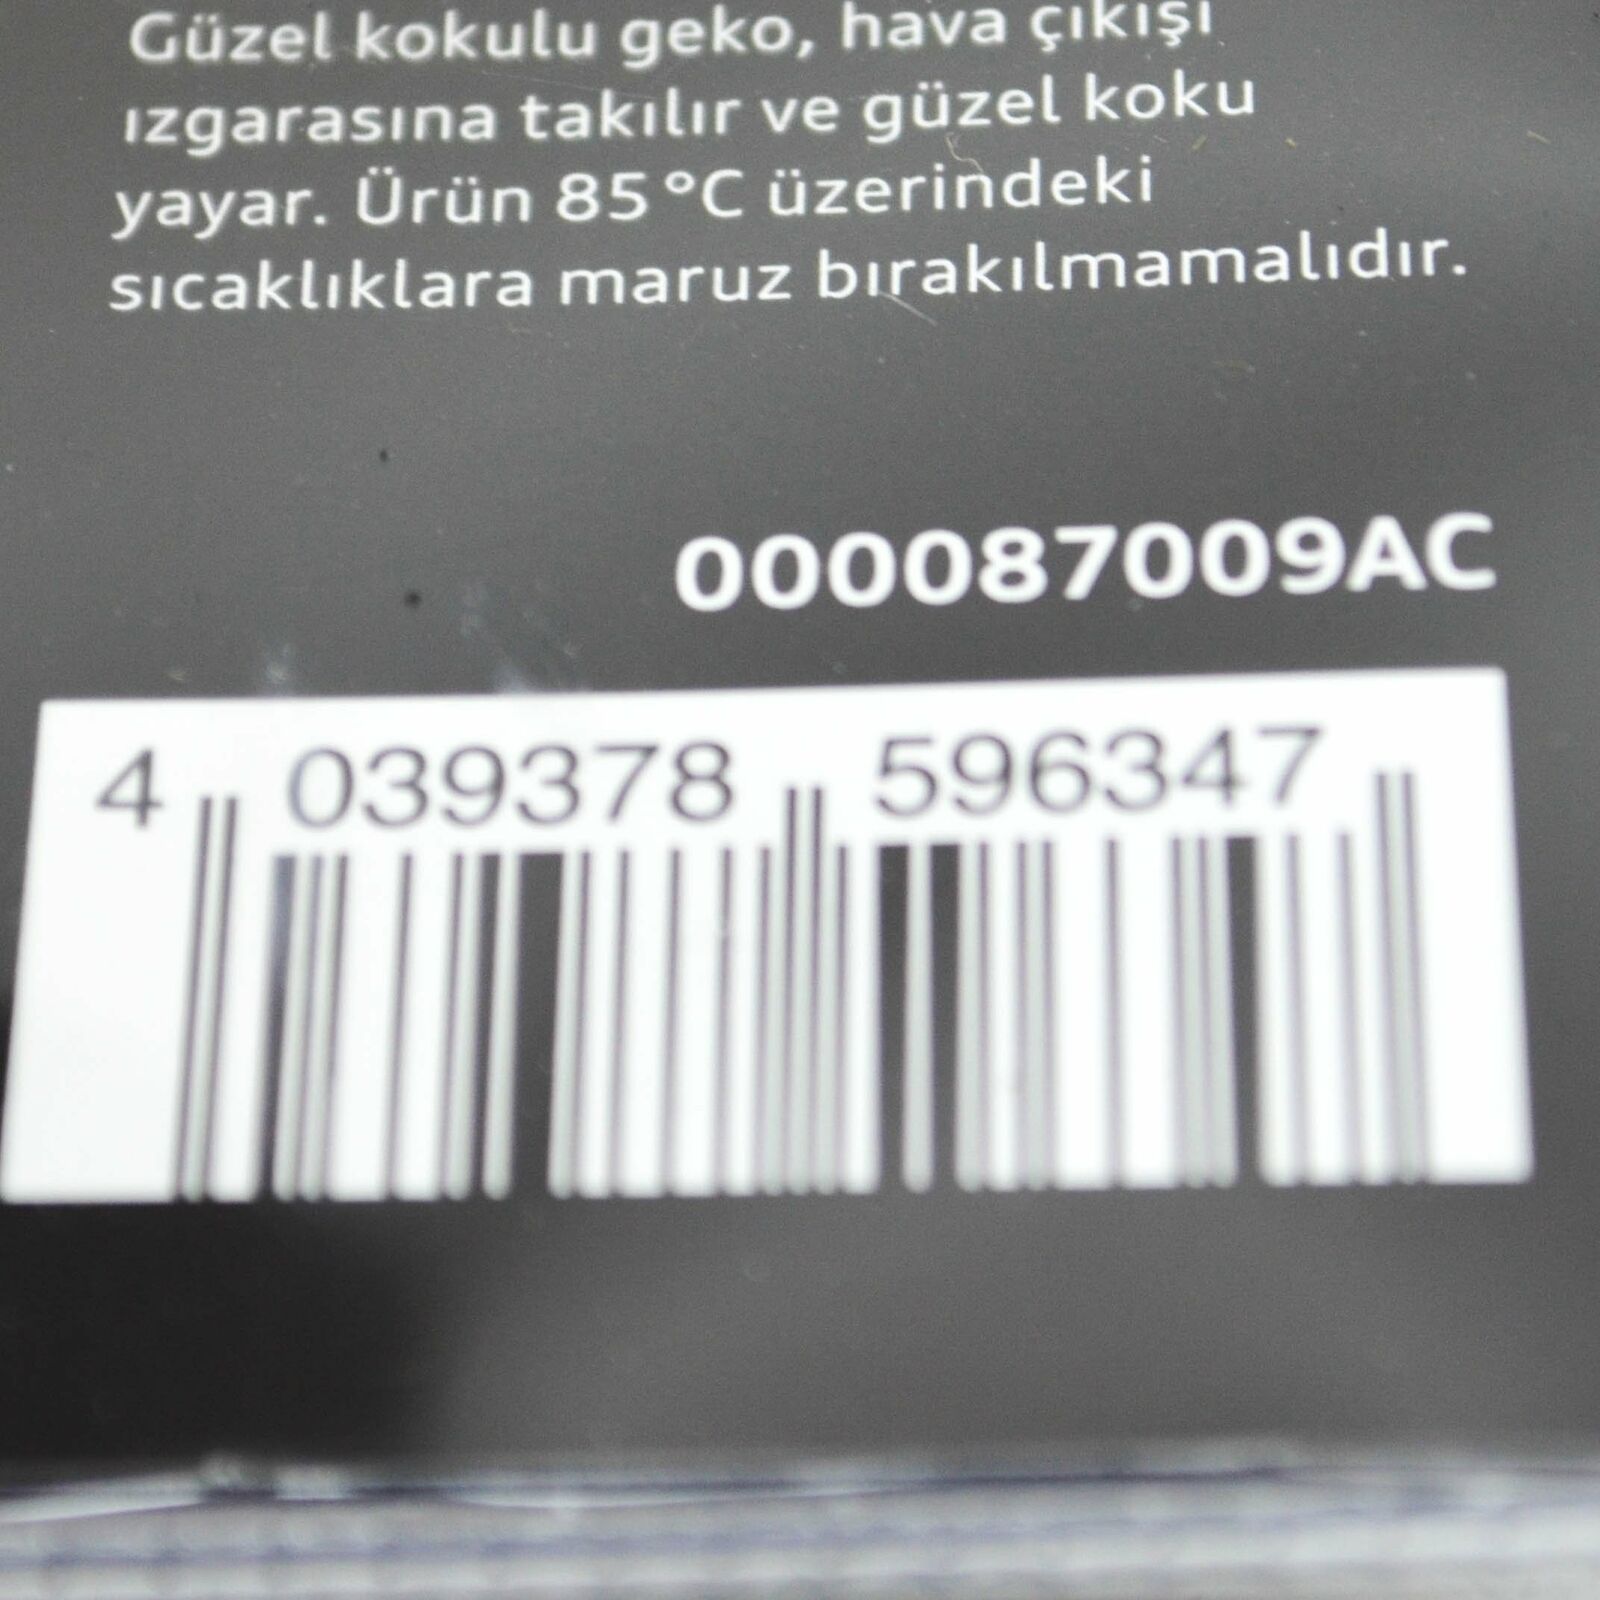 Güzel kokulu geko, hava çıkışı
ızgarasına takılır ve güzel koku
yayar. Ürün 85 °C üzerindeki
sıcaklıklara maruz bırakılmamalıdır.
000087009AC
4 039378 596347